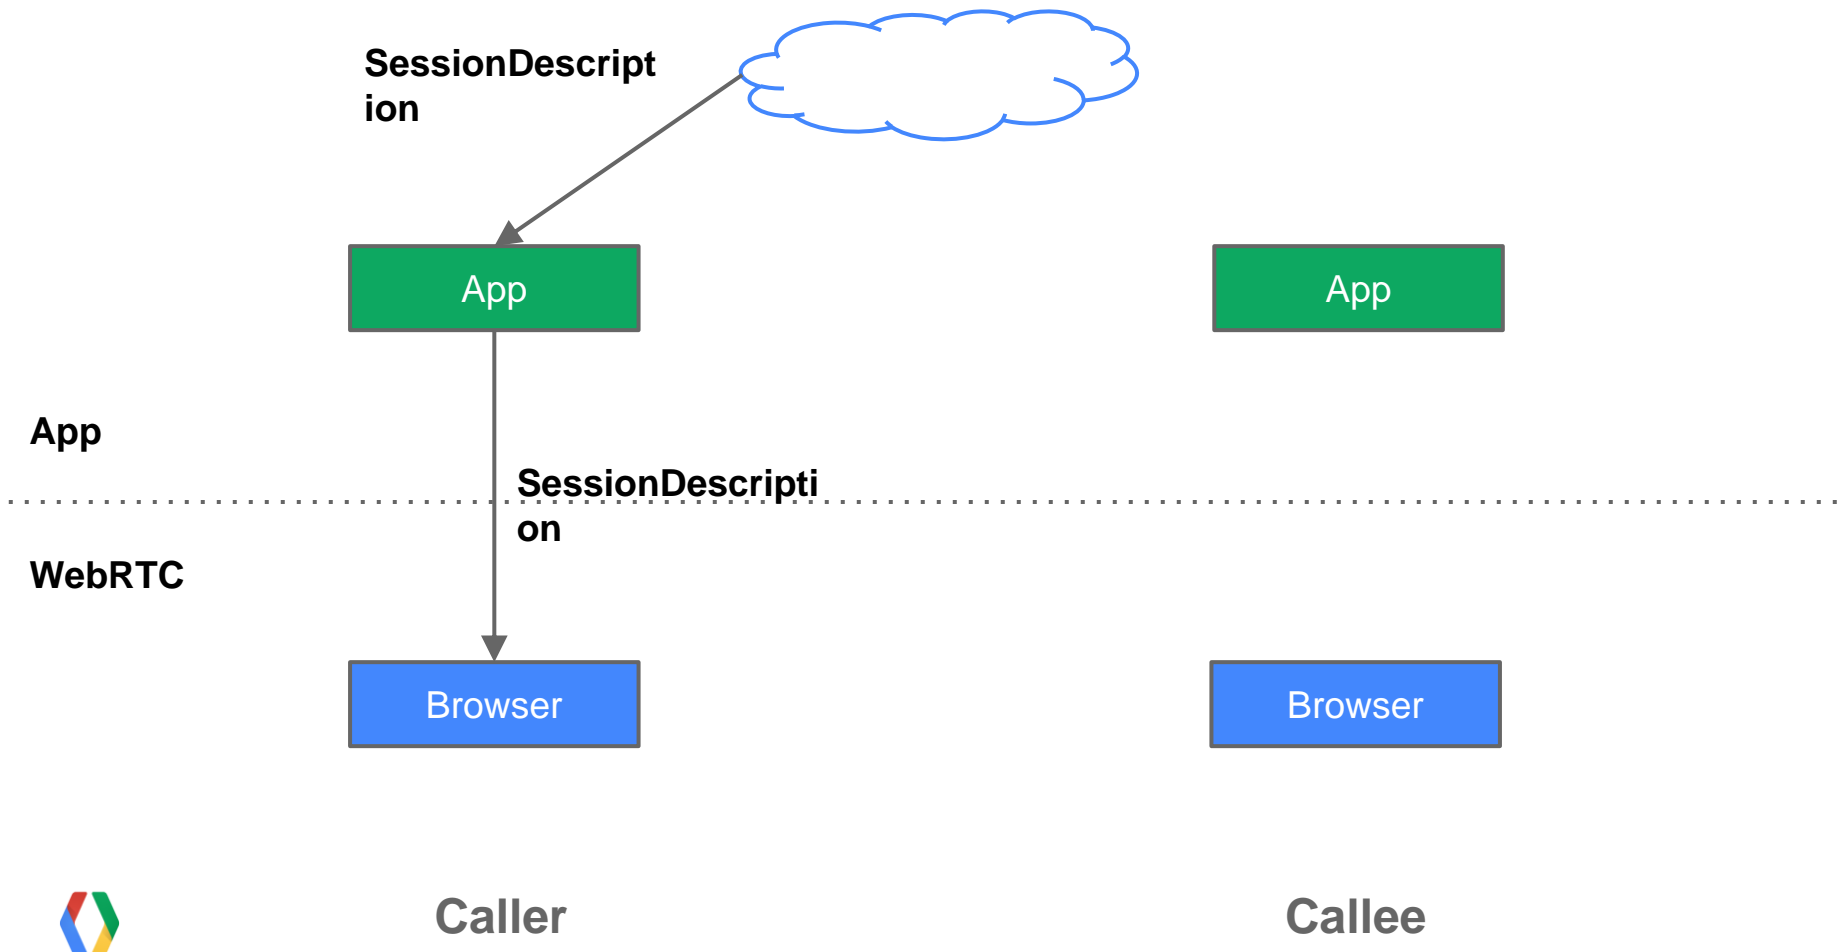 SessionDescript
ion
App
App
App
SessionDescripti
on
WebRTC
Browser
Browser
Caller
Callee